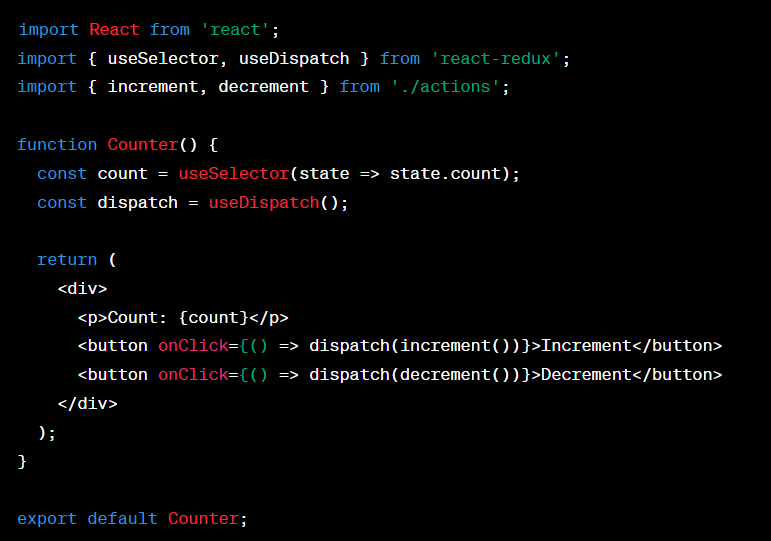 import React from 'react';
import { useSelector, useDispatch } from 'react-redux';
import { increment, decrement } from './actions';

function Counter() {
  const count = useSelector(state => state.count);
  const dispatch = useDispatch();

  return (
    <div>
      <p>Count: {count}</p>
      <button onClick={() => dispatch(increment())}>Increment</button>
      <button onClick={() => dispatch(decrement())}>Decrement</button>
    </div>
  );
}

export default Counter;